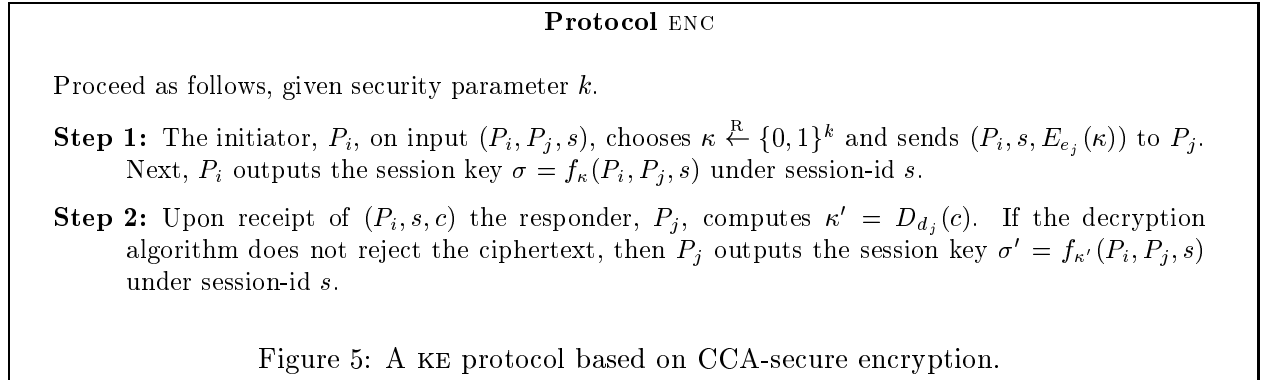 Protocol ENC
Proceed as follows, given security parameter k.
Step 1: The initiator, P_i, on input (P_i, P_j, s), chooses κ ←^R {0, 1}^k and sends (P_i, s, E_{e_j}(κ)) to P_j.
Next, P_i outputs the session key σ = f_κ(P_i, P_j, s) under session-id s.
Step 2: Upon receipt of (P_i, s, c) the responder, P_j, computes κ′ = D_{d_j}(c). If the decryption
algorithm does not reject the ciphertext, then P_j outputs the session key σ′ = f_{κ′}(P_i, P_j, s)
under session-id s.
Figure 5: A KE protocol based on CCA-secure encryption.